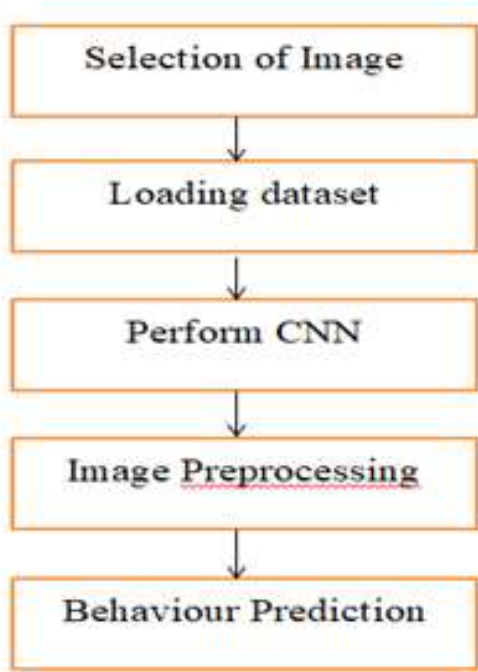 Selection of Image
Loading dataset
Perform CNN
Image Preprocessing
Behaviour Prediction